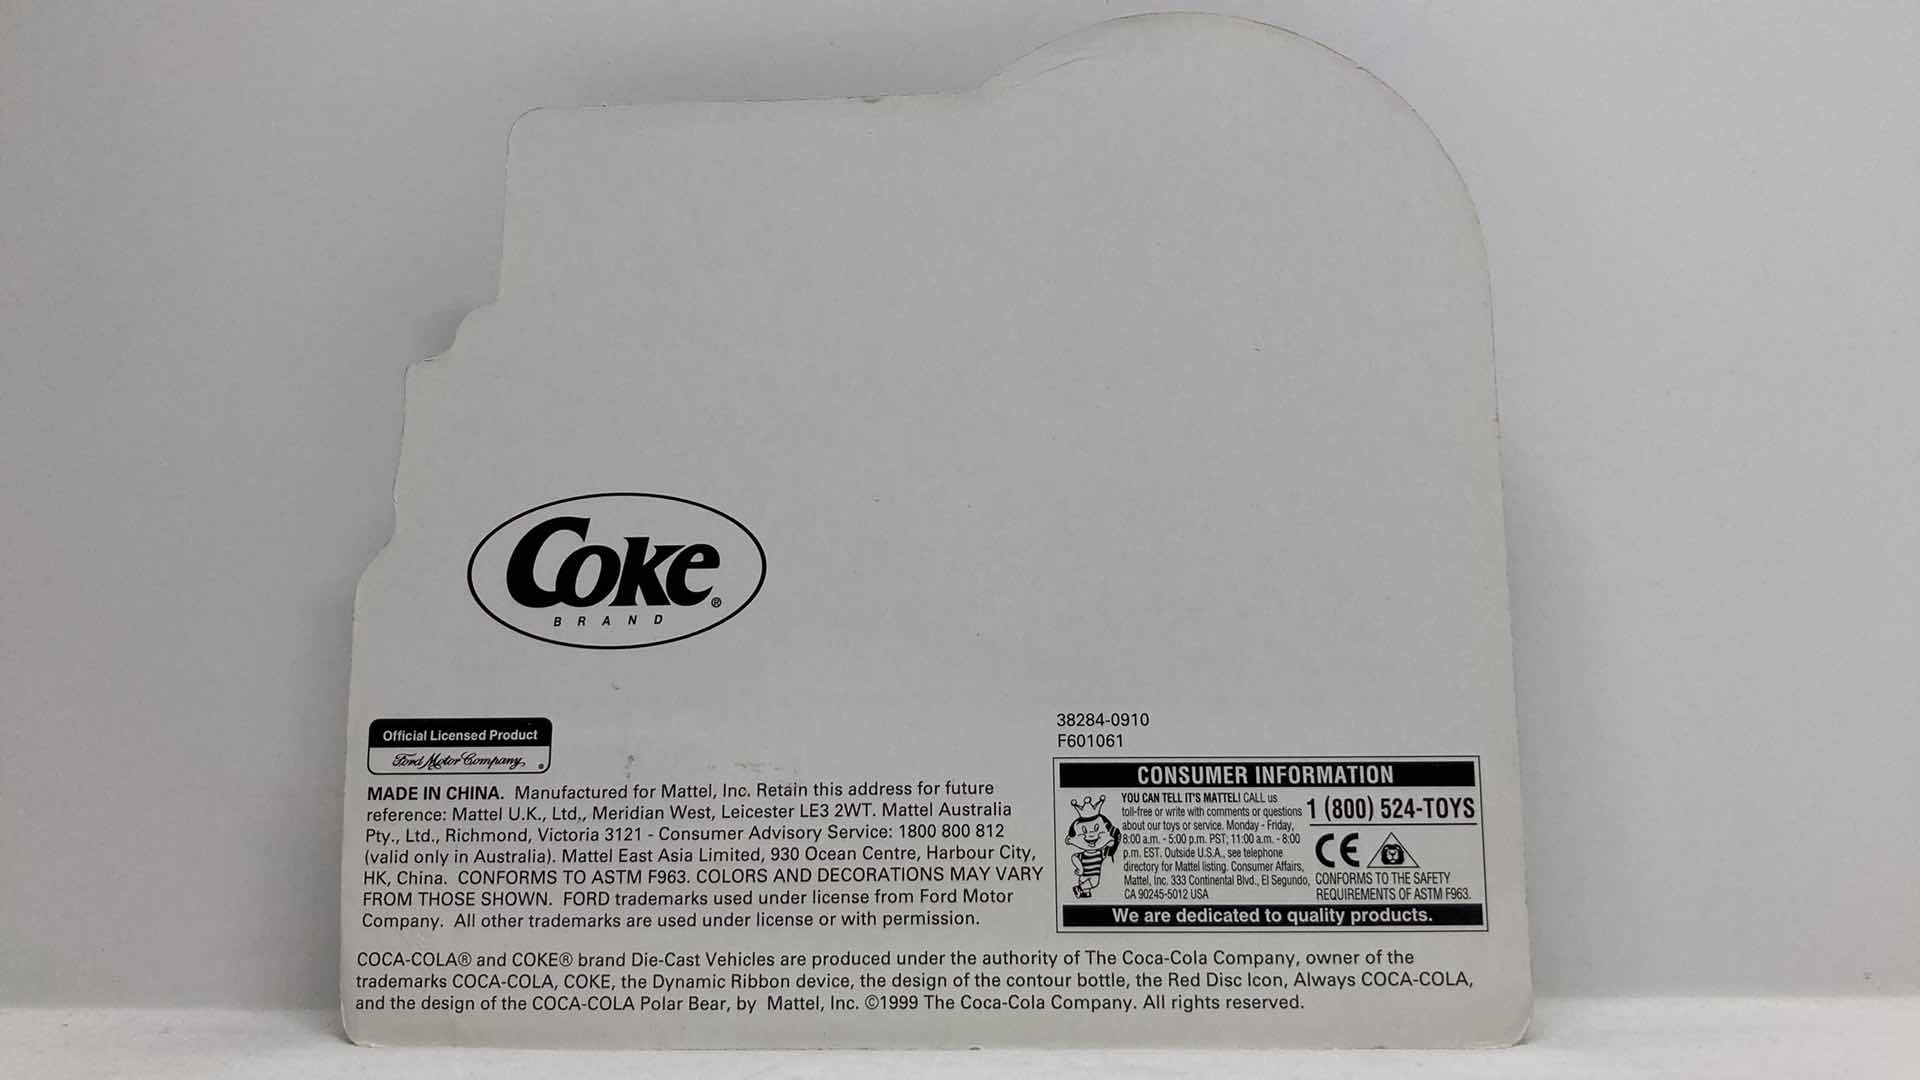 Coke®
BRAND
Official Licensed Product
Ford Motor Company®
38284-0910
F601061
MADE IN CHINA. Manufactured for Mattel, Inc. Retain this address for future
reference: Mattel U.K., Ltd., Meridian West, Leicester LE3 2WT. Mattel Australia
Pty., Ltd., Richmond, Victoria 3121 - Consumer Advisory Service: 1800 800 812
(valid only in Australia). Mattel East Asia Limited, 930 Ocean Centre, Harbour City,
HK, China. CONFORMS TO ASTM F963. COLORS AND DECORATIONS MAY VARY
FROM THOSE SHOWN. FORD trademarks used under license from Ford Motor
Company. All other trademarks are used under license or with permission.
CONSUMER INFORMATION
YOU CAN TELL IT'S MATTEL! CALL us
toll-free or write with comments or questions
about our toys or service. Monday - Friday,
8:00 a.m. - 5:00 p.m. PST; 11:00 a.m. - 8:00
p.m. EST. Outside U.S.A., see telephone
directory for Mattel listing. Consumer Affairs,
Mattel, Inc. 333 Continental Blvd., El Segundo,
CA 90245-5012 USA
1 (800) 524-TOYS
CE
CONFORMS TO THE SAFETY
REQUIREMENTS OF ASTM F963.
We are dedicated to quality products.
COCA-COLA® and COKE® brand Die-Cast Vehicles are produced under the authority of The Coca-Cola Company, owner of the
trademarks COCA-COLA, COKE, the Dynamic Ribbon device, the design of the contour bottle, the Red Disc Icon, Always COCA-COLA,
and the design of the COCA-COLA Polar Bear, by Mattel, Inc. ©1999 The Coca-Cola Company. All rights reserved.